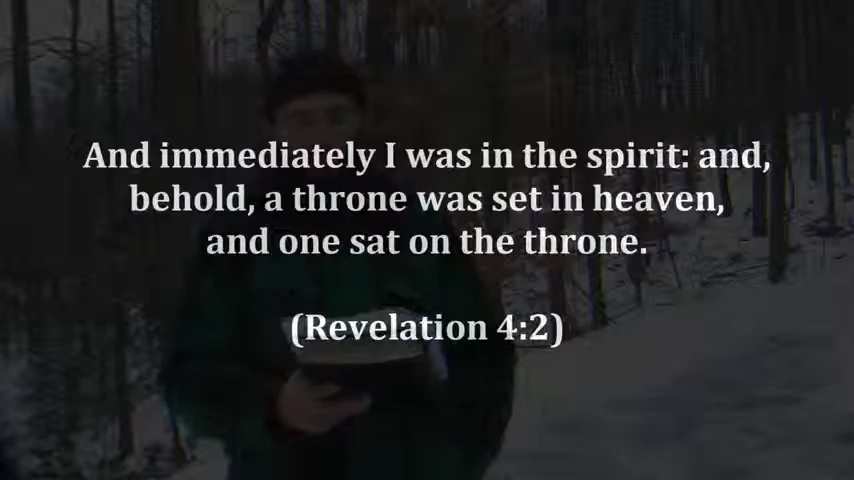 And immediately I was in the spirit: and,
behold, a throne was set in heaven,
and one sat on the throne.
(Revelation 4:2)